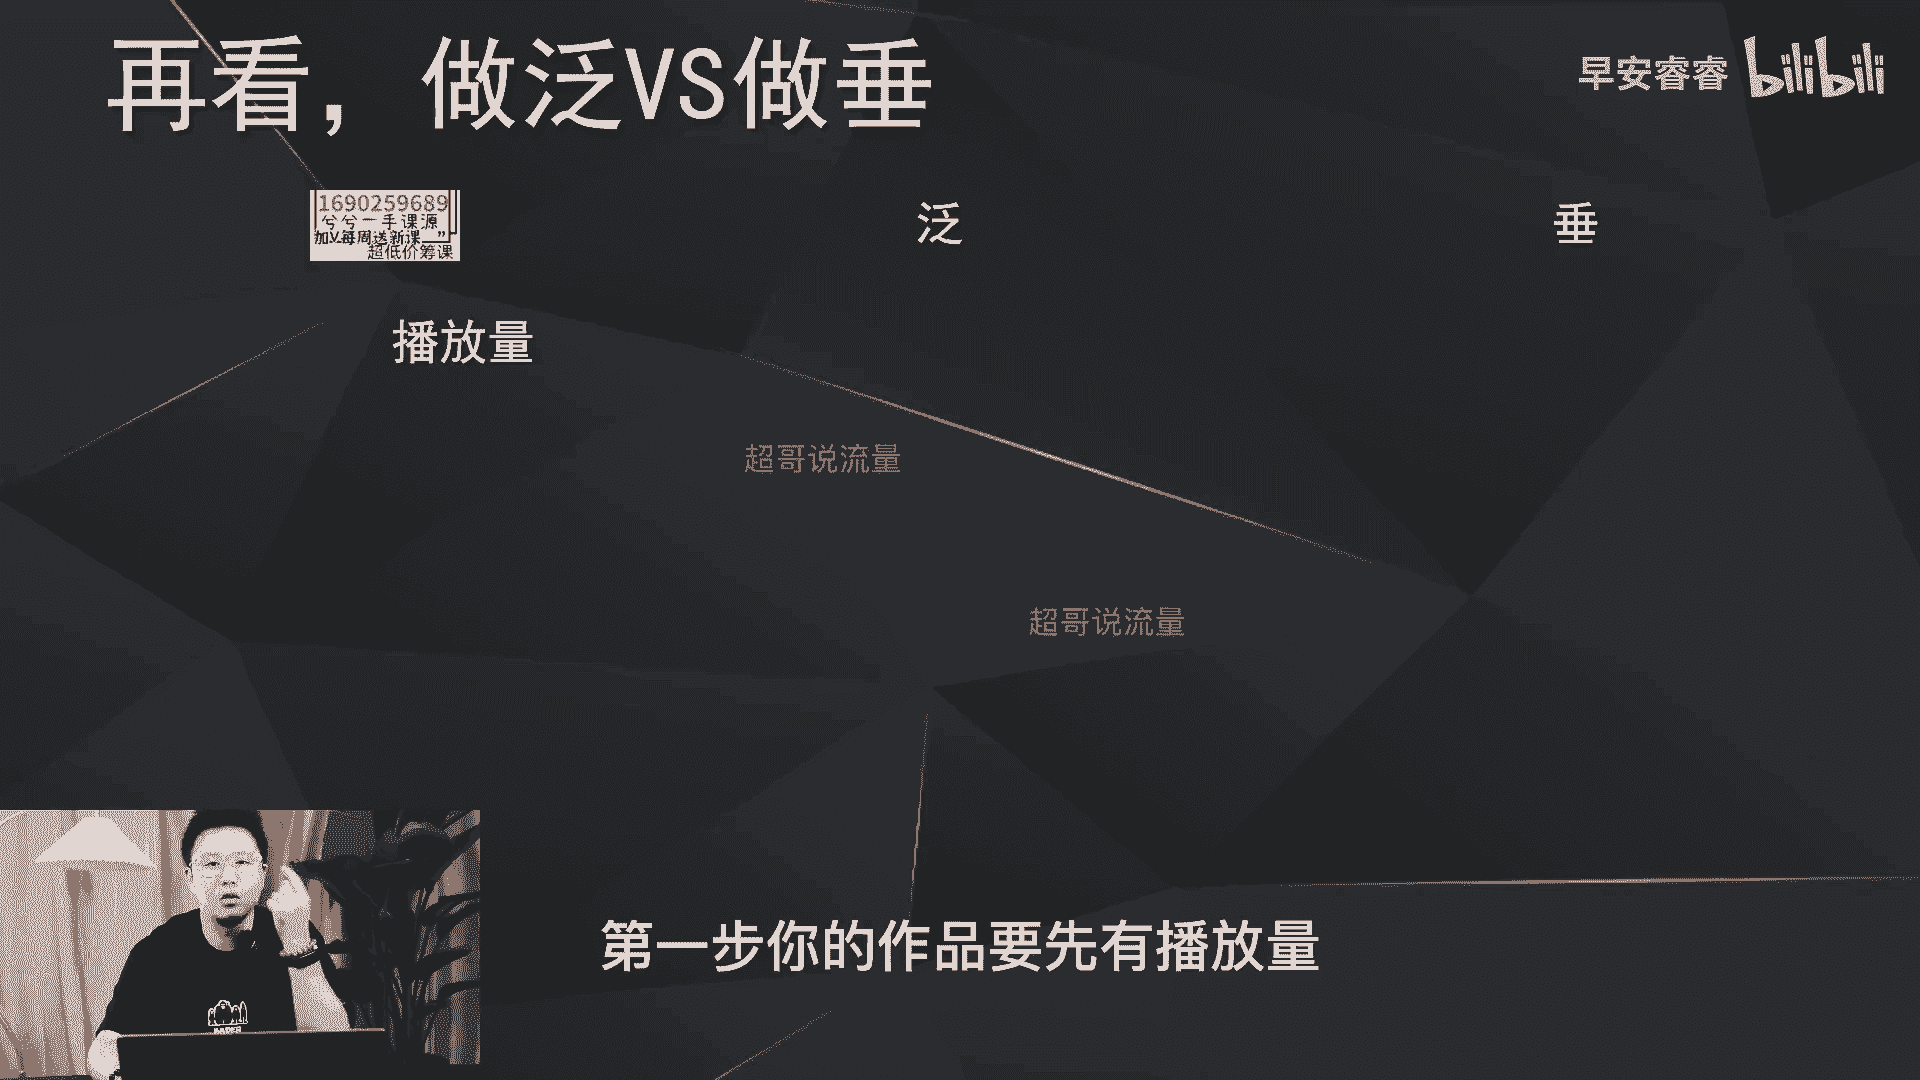 再看，做泛VS做垂
早安睿睿 bilibili
1690259689
兮兮一手课源
加V每周送新课
超低价筹课
泛
垂
播放量
超哥说流量
超哥说流量
第一步你的作品要先有播放量